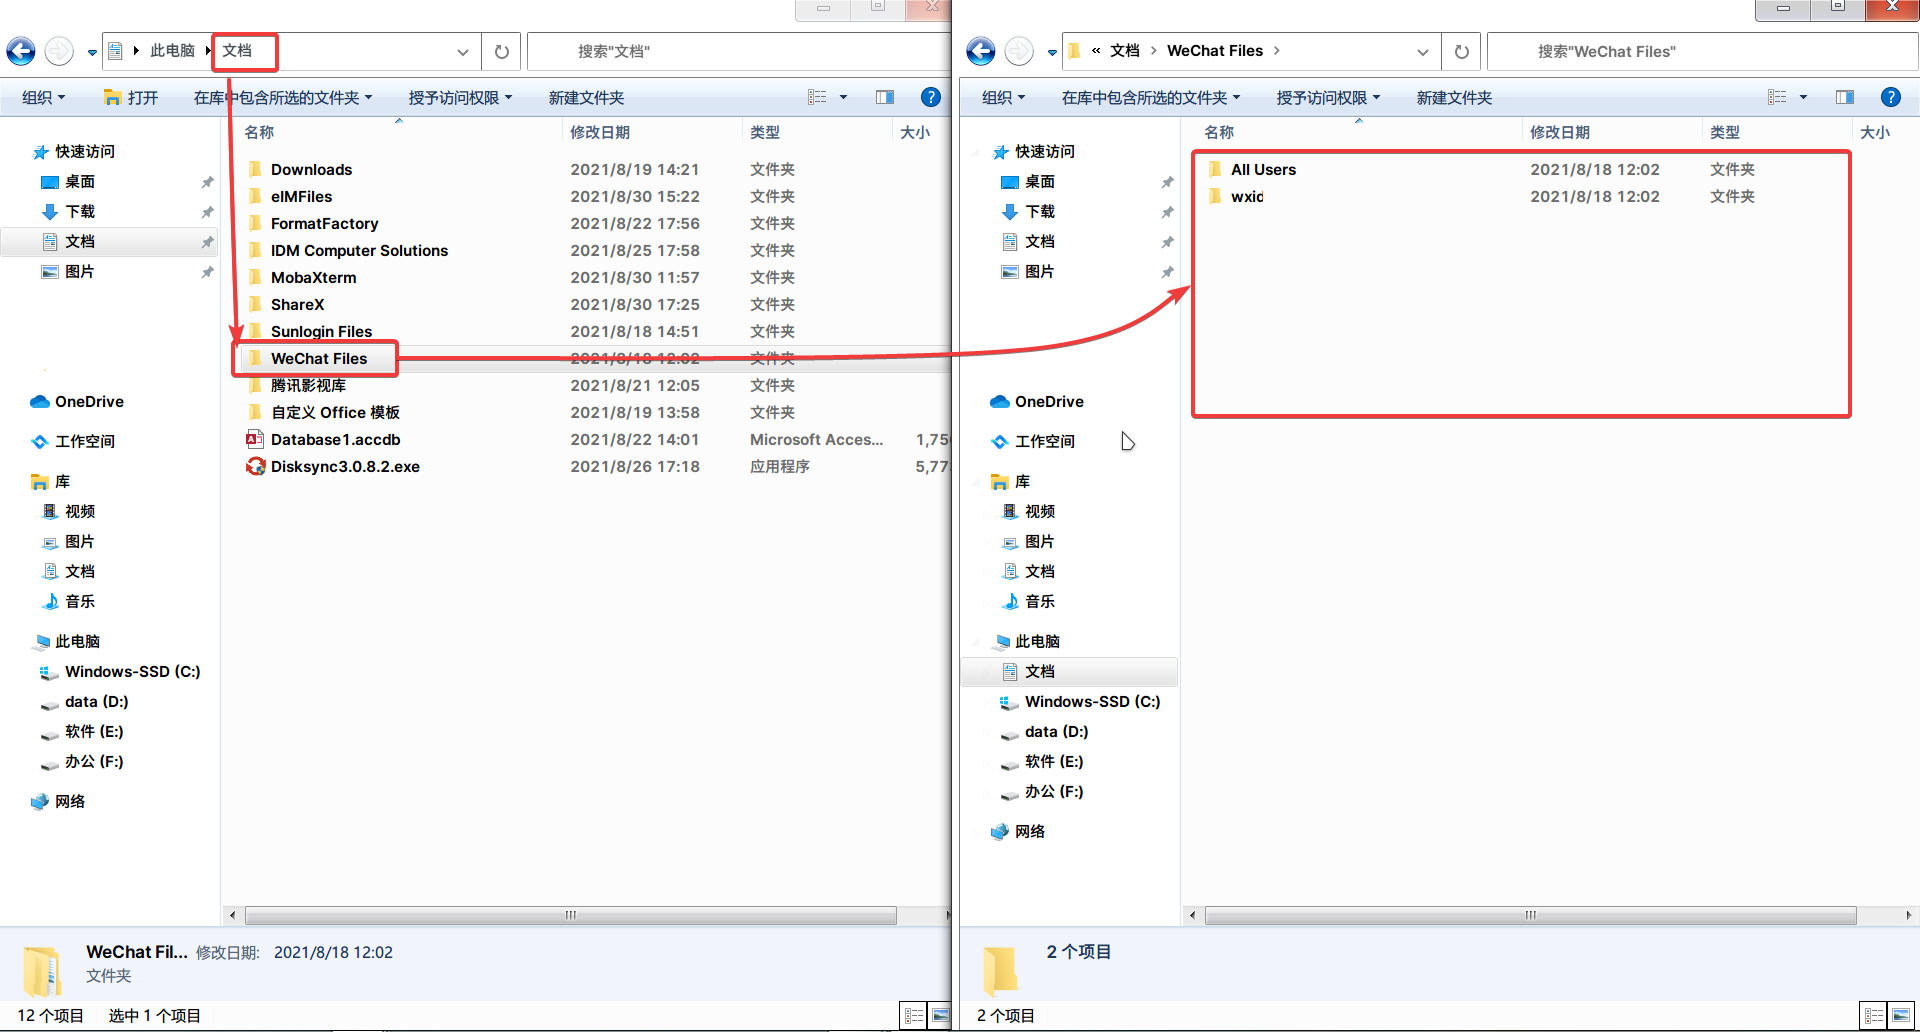 此电脑 文档
搜索"文档"
组织 打开 在库中包含所选的文件夹 授予访问权限 新建文件夹
快速访问
桌面
下载
文档
图片
OneDrive
工作空间
库
视频
图片
文档
音乐
此电脑
Windows-SSD (C:)
data (D:)
软件 (E:)
办公 (F:)
网络
名称 修改日期 类型 大小
Downloads 2021/8/19 14:21 文件夹
eIMFiles 2021/8/30 15:22 文件夹
FormatFactory 2021/8/22 17:56 文件夹
IDM Computer Solutions 2021/8/25 17:58 文件夹
MobaXterm 2021/8/30 11:57 文件夹
ShareX 2021/8/30 17:25 文件夹
Sunlogin Files 2021/8/18 14:51 文件夹
WeChat Files 2021/8/18 12:02 文件夹
腾讯影视库 2021/8/21 12:05 文件夹
自定义 Office 模板 2021/8/19 13:58 文件夹
Database1.accdb 2021/8/22 14:01 Microsoft Acces... 1,75
Disksync3.0.8.2.exe 2021/8/26 17:18 应用程序 5,77
WeChat Fil... 修改日期: 2021/8/18 12:02
文件夹
12 个项目 选中 1 个项目
« 文档 WeChat Files
搜索"WeChat Files"
组织 在库中包含所选的文件夹 授予访问权限 新建文件夹
快速访问
桌面
下载
文档
图片
OneDrive
工作空间
库
视频
图片
文档
音乐
此电脑
文档
Windows-SSD (C:)
data (D:)
软件 (E:)
办公 (F:)
网络
名称 修改日期 类型 大小
All Users 2021/8/18 12:02 文件夹
wxid 2021/8/18 12:02 文件夹
2 个项目
2 个项目